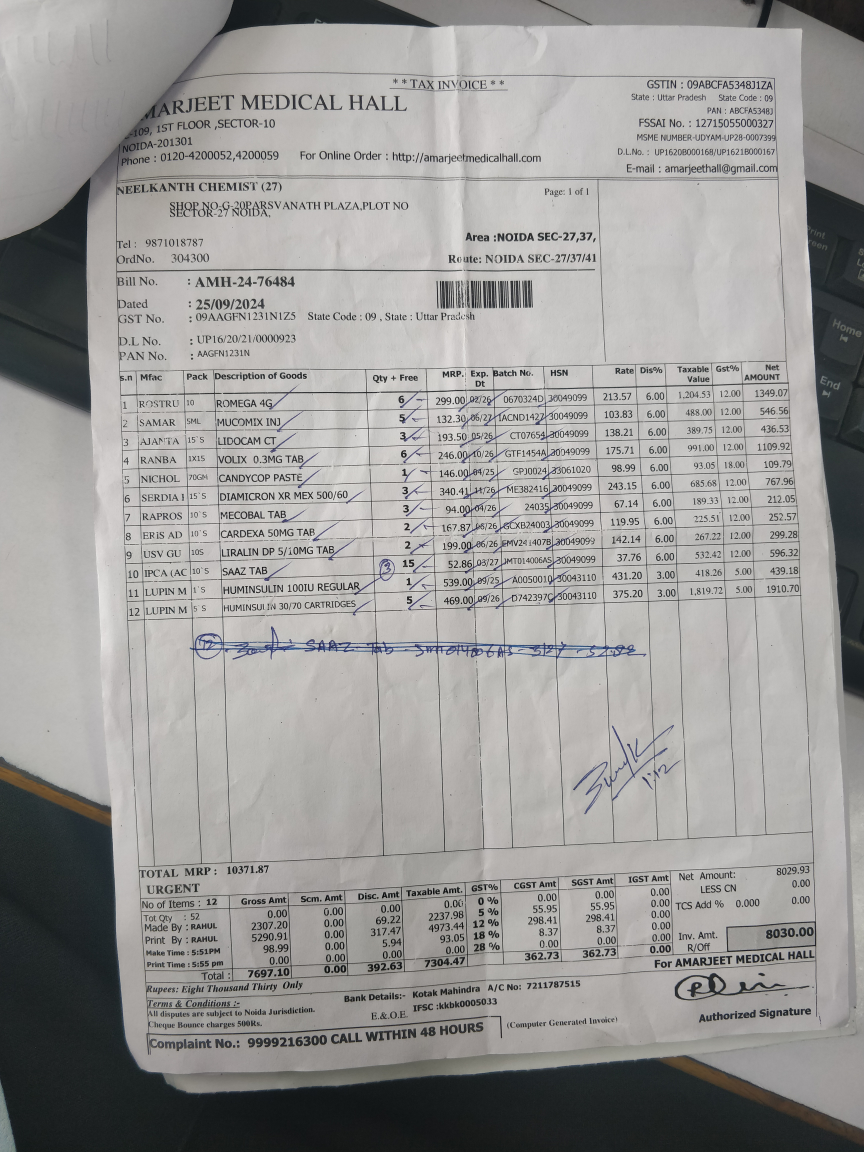 * * TAX INVOICE * *
MARJEET MEDICAL HALL
-109, 1ST FLOOR ,SECTOR-10
NOIDA-201301
Phone : 0120-4200052,4200059 For Online Order : http://amarjeetmedicalhall.com
GSTIN : 09ABCFA5348J1ZA
State : Uttar Pradesh State Code : 09
PAN : ABCFA5348J
FSSAI No. : 12715055000327
MSME NUMBER-UDYAM-UP28-0007399
D.L.No. : UP1620B000168/UP1621B000167
E-mail : amarjeethall@gmail.com
NEELKANTH CHEMIST (27)
Page: 1 of 1
SHOP NO-G-20PARSVANATH PLAZA,PLOT NO
SECTOR-27 NOIDA,
Tel : 9871018787
Area :NOIDA SEC-27,37,
OrdNo. 304300
Route: NOIDA SEC-27/37/41
Bill No. : AMH-24-76484
Dated : 25/09/2024
GST No. : 09AAGFN1231N1Z5 State Code : 09 , State : Uttar Pradesh
D.L No. : UP16/20/21/0000923
PAN No. : AAGFN1231N
s.n Mfac Pack Description of Goods Qty + Free MRP. Exp. Dt Batch No. HSN Rate Dis% Taxable Value Gst% Net AMOUNT
1 ROSTRU 10 ROMEGA 4G 6 299.00 02/26 0670324D 30049099 213.57 6.00 1,204.53 12.00 1349.07
2 SAMAR 5ML MUCOMIX INJ 5 132.30 06/27 IACND1427 30049099 103.83 6.00 488.00 12.00 546.56
3 AJANTA 15`S LIDOCAM CT 3 193.50 05/26 CT07654 30049099 138.21 6.00 389.75 12.00 436.53
4 RANBA 1X15 VOLIX 0.3MG TAB 6 246.00 10/26 GTF1454A 30049099 175.71 6.00 991.00 12.00 1109.92
5 NICHOL 70GM CANDYCOP PASTE 1 146.00 04/25 GPJ0024 33061020 98.99 6.00 93.05 18.00 109.79
6 SERDIA I 15`S DIAMICRON XR MEX 500/60 3 340.41 11/26 ME382416 30049099 243.15 6.00 685.68 12.00 767.96
7 RAPROS 10`S MECOBAL TAB 3 94.00 04/26 24035 30049099 67.14 6.00 189.33 12.00 212.05
8 ERIS AD 10`S CARDEXA 50MG TAB 2 167.87 30049099 119.95 6.00 225.51 12.00 252.57
9 USV GU 10S LIRALIN DP 5/10MG TAB 2 199.00 06/26 EMV241407B 30049099 142.14 6.00 267.22 12.00 299.28
10 IPCA (AC 10`S SAAZ TAB 3 15 52.86 03/27 JMT014006AS 30049099 37.76 6.00 532.42 12.00 596.32
11 LUPIN M 1`S HUMINSULIN 100IU REGULAR 1 539.00 09/25 A0050010 30043110 431.20 3.00 418.26 5.00 439.18
12 LUPIN M 5`S HUMINSULIN 30/70 CARTRIDGES 5 469.00 09/26 D742397C 30043110 375.20 3.00 1,819.72 5.00 1910.70
SAAZ Tab
TOTAL MRP : 10371.87
URGENT
No of Items : 12 Gross Amt Scm. Amt Disc. Amt Taxable Amt. GST% CGST Amt SGST Amt IGST Amt
Tot Qty : 52 0.00 0.00 0.00 0.00 0 % 0.00 0.00 0.00
Made By : RAHUL 2307.20 0.00 69.22 2237.98 5 % 55.95 55.95 0.00
Print By : RAHUL 5290.91 0.00 317.47 4973.44 12 % 298.41 298.41 0.00
Make Time : 5:51PM 98.99 0.00 5.94 93.05 18 % 8.37 8.37 0.00
Print Time : 5:55 pm 0.00 0.00 0.00 0.00 28 % 0.00 0.00 0.00
Total : 7697.10 0.00 392.63 7304.47 362.73 362.73 0.00
Net Amount: 8029.93
LESS CN 0.00
TCS Add % 0.000 0.00
Inv. Amt. 8030.00
R/Off
For AMARJEET MEDICAL HALL
Rupees: Eight Thousand Thirty Only
Terms & Conditions :-
All disputes are subject to Noida Jurisdiction.
Cheque Bounce charges 500Rs.
Bank Details:- Kotak Mahindra A/C No: 7211787515
IFSC :kkbk0005033
E.& O.E.
(Computer Generated Invoice)
Authorized Signature
Complaint No.: 9999216300 CALL WITHIN 48 HOURS
Print
Home
End